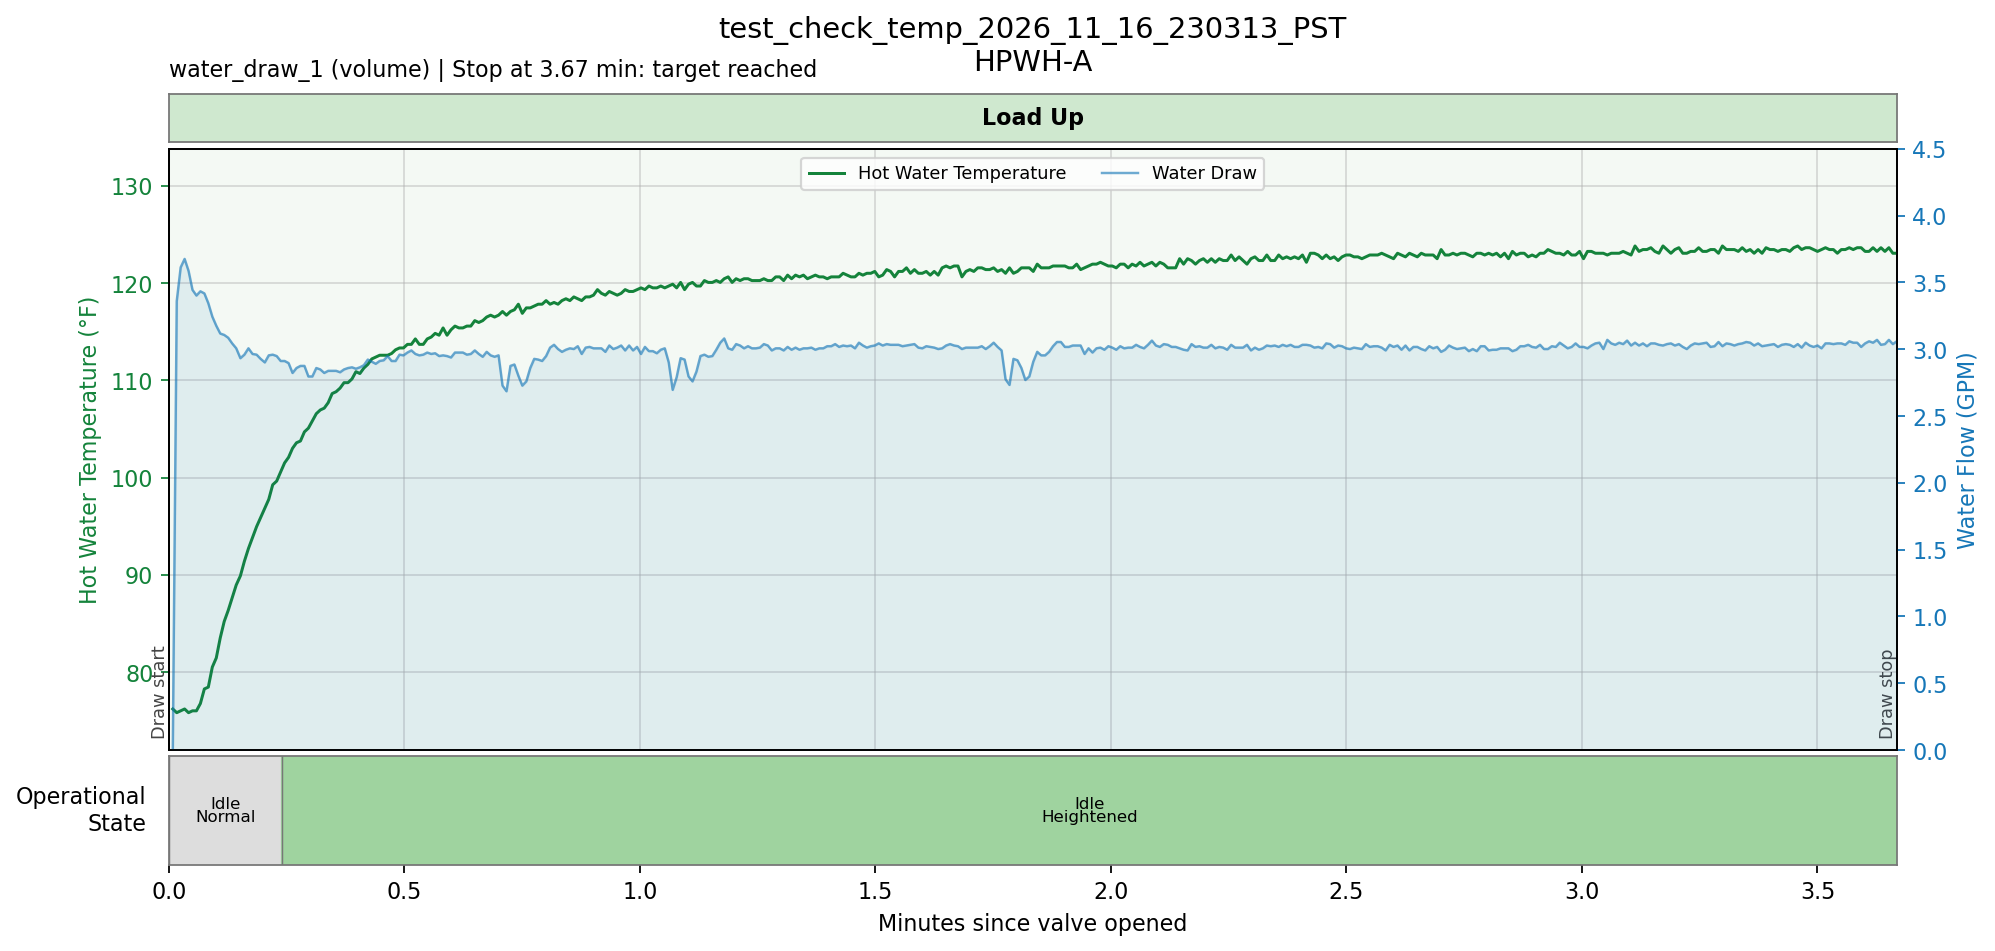 test_check_temp_2026_11_16_230313_PST
HPWH-A
water_draw_1 (volume) | Stop at 3.67 min: target reached
Load Up
Hot Water Temperature
Water Draw
130
120
110
100
90
80
Hot Water Temperature (°F)
4.5
4.0
3.5
3.0
2.5
2.0
1.5
1.0
0.5
0.0
Water Flow (GPM)
Draw start
Draw stop
Operational
State
Idle
Normal
Idle
Heightened
0.0
0.5
1.0
1.5
2.0
2.5
3.0
3.5
Minutes since valve opened